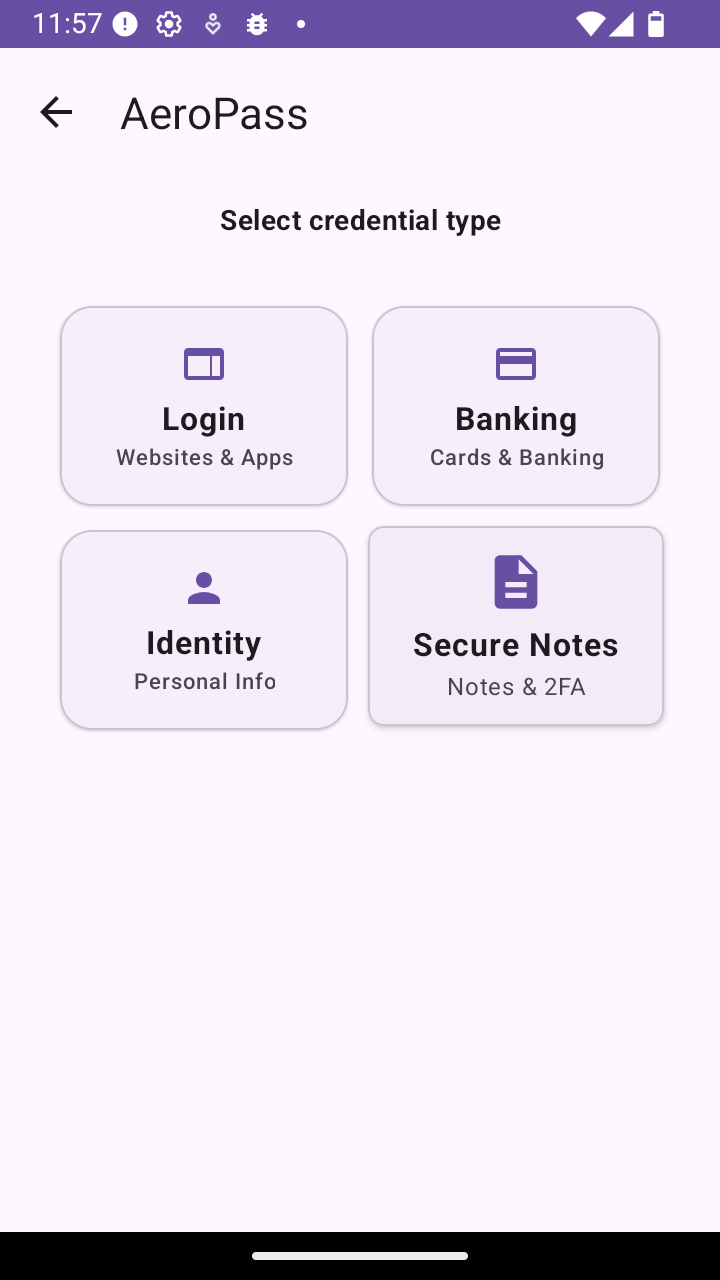 11:57
AeroPass
Select credential type
Login
Websites & Apps
Banking
Cards & Banking
Identity
Personal Info
Secure Notes
Notes & 2FA